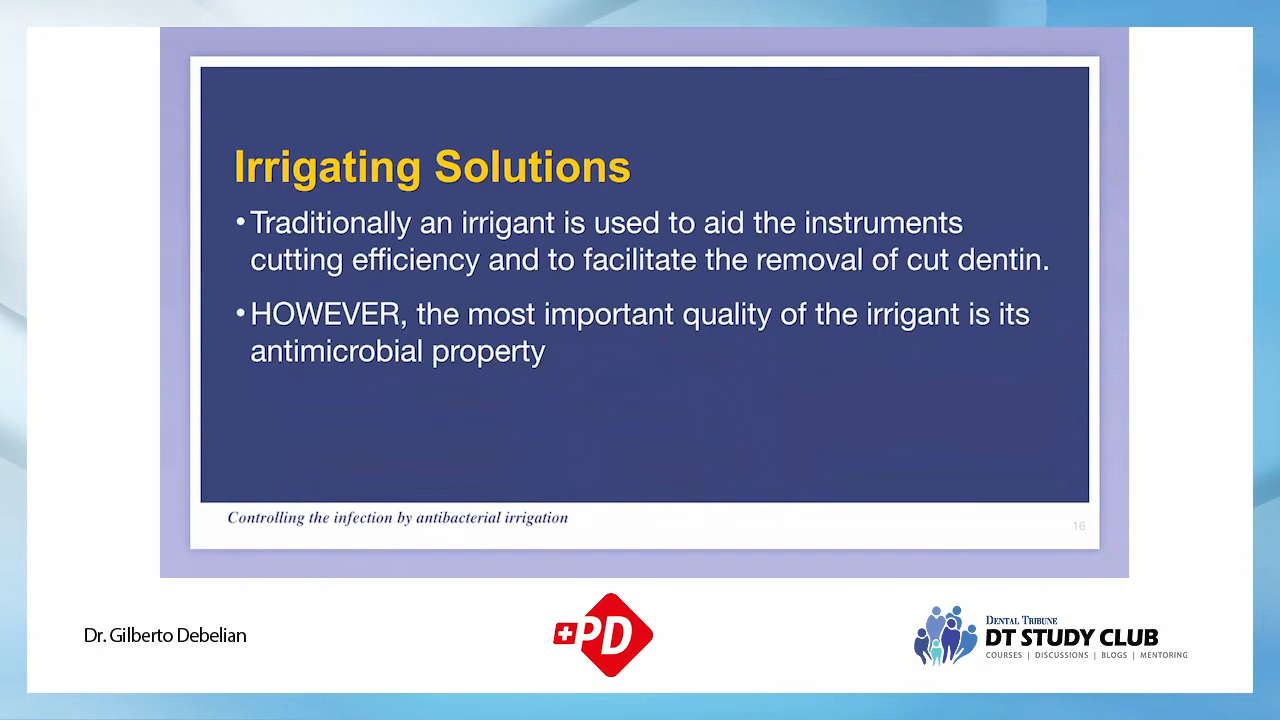 Irrigating Solutions
•Traditionally an irrigant is used to aid the instruments
cutting efficiency and to facilitate the removal of cut dentin.
•HOWEVER, the most important quality of the irrigant is its
antimicrobial property
Controlling the infection by antibacterial irrigation
16
Dr. Gilberto Debelian
PD
DENTAL TRIBUNE
DT STUDY CLUB
COURSES | DISCUSSIONS | BLOGS | MENTORING